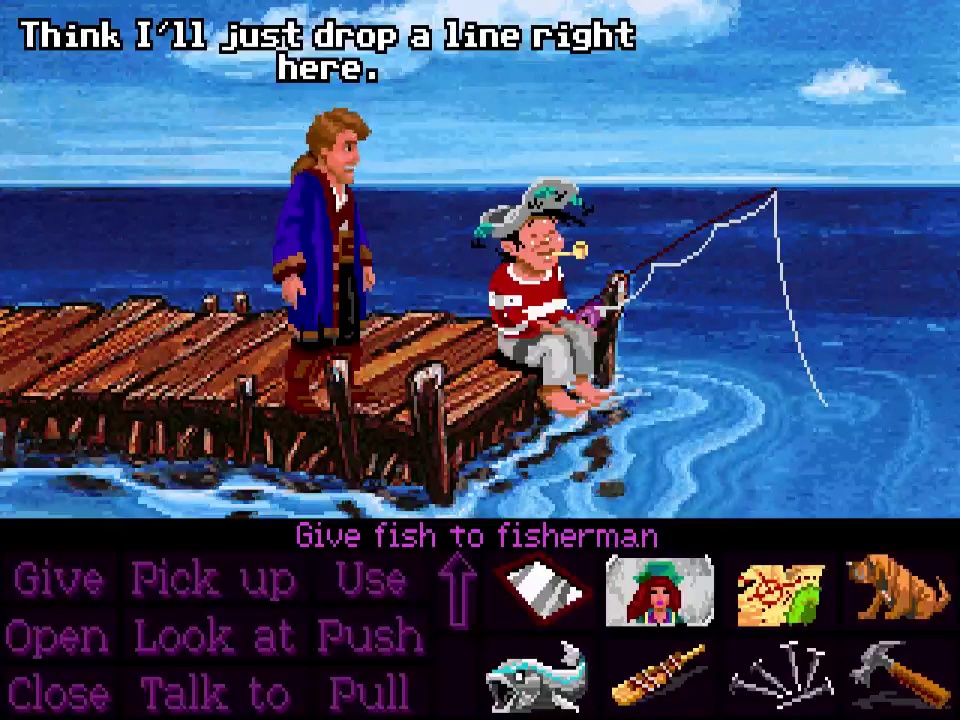 Think I'll just drop a line right
here.
Give fish to fisherman
Give Pick up Use
Open Look at Push
Close Talk to Pull